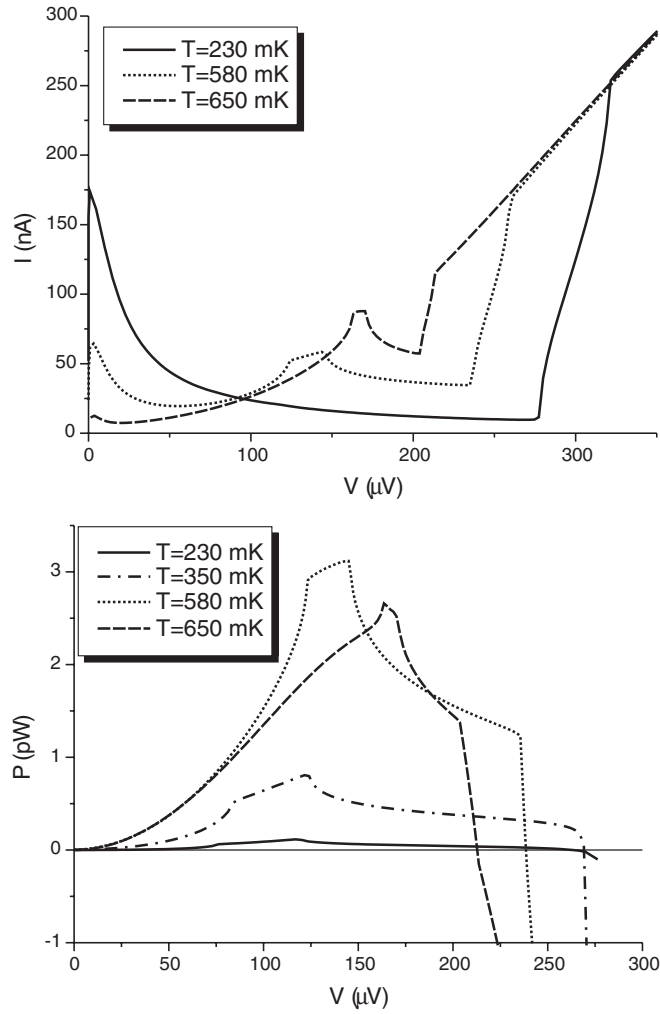 300
250
200
150
100
50
0
I (nA)
T=230 mK
T=580 mK
T=650 mK
0 100 200 300
V (μV)
3
2
1
0
-1
P (pW)
T=230 mK
T=350 mK
T=580 mK
T=650 mK
0 50 100 150 200 250 300
V (μV)